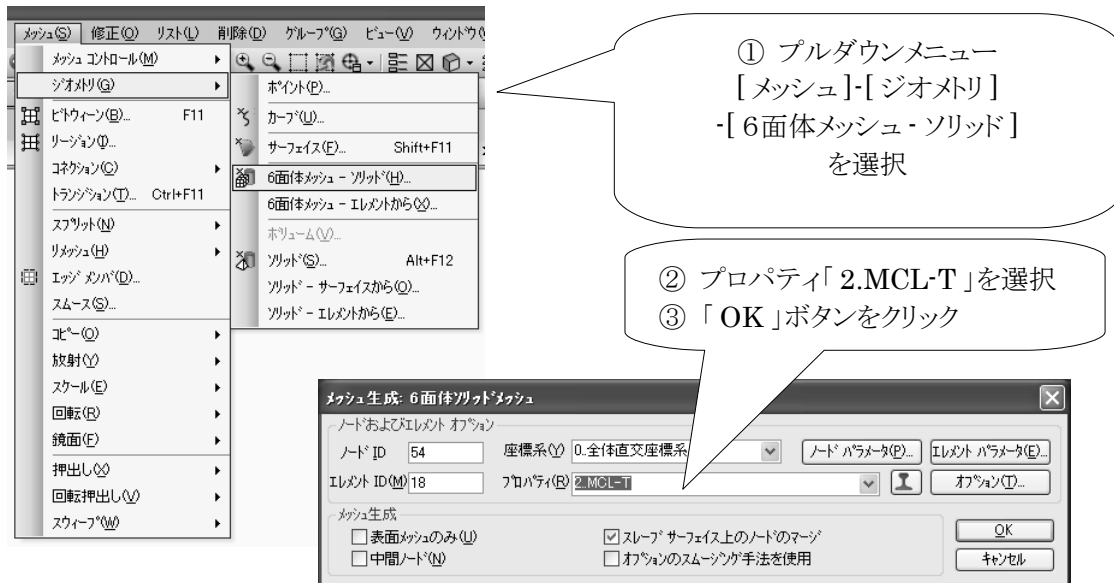 メッシュ(S) 修正(O) リスト(L) 削除(D) グループ(G) ビュー(V) ウィンドウ
メッシュ コントロール(M)
ジオメトリ(G)
ビトウィーン(B)... F11
リージョン(I)...
コネクション(C)
トランジション(T)... Ctrl+F11
スプリット(N)
リメッシュ(H)
エッジ メンバ(D)...
スムース(S)...
コピー(O)
放射(Y)
スケール(E)
回転(R)
鏡面(F)
押出し(X)
回転押出し(V)
スウィープ(W)
ポイント(P)...
カーブ(U)...
サーフェイス(F)... Shift+F11
6面体メッシュ - ソリッド(H)...
6面体メッシュ - エレメントから(X)...
ボリューム(V)...
ソリッド(S)... Alt+F12
ソリッド - サーフェイスから(O)...
ソリッド - エレメントから(E)...
① プルダウンメニュー
[メッシュ]-[ジオメトリ]
-[6面体メッシュ - ソリッド]
を選択
② プロパティ「2.MCL-T」を選択
③ 「OK」ボタンをクリック
メッシュ生成: 6面体ソリッドメッシュ
ノードおよびエレメント オプション
ノード ID 54 座標系(Y) 0.全体直交座標系 ノード パラメータ(P)... エレメント パラメータ(E)...
エレメント ID(M) 18 プロパティ(R) 2.MCL-T オプション(T)...
メッシュ生成
表面メッシュのみ(U) スレーブ サーフェイス上のノードのマージ OK
中間ノード(N) オプションのスムージング手法を使用 キャンセル